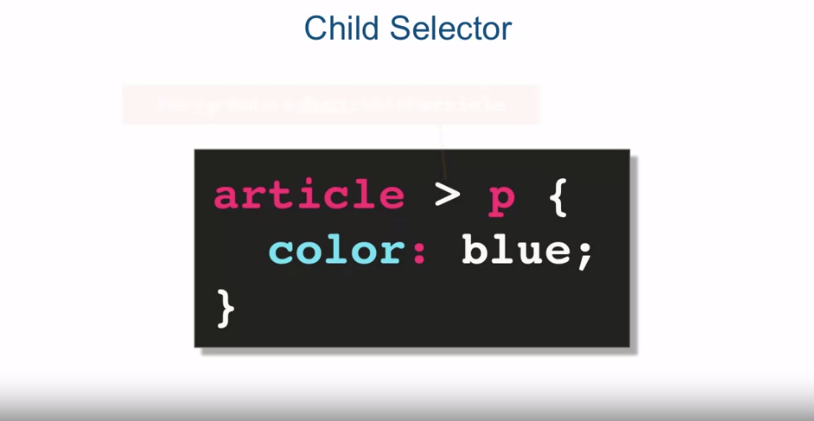 Child Selector
article > p {
color: blue;
}